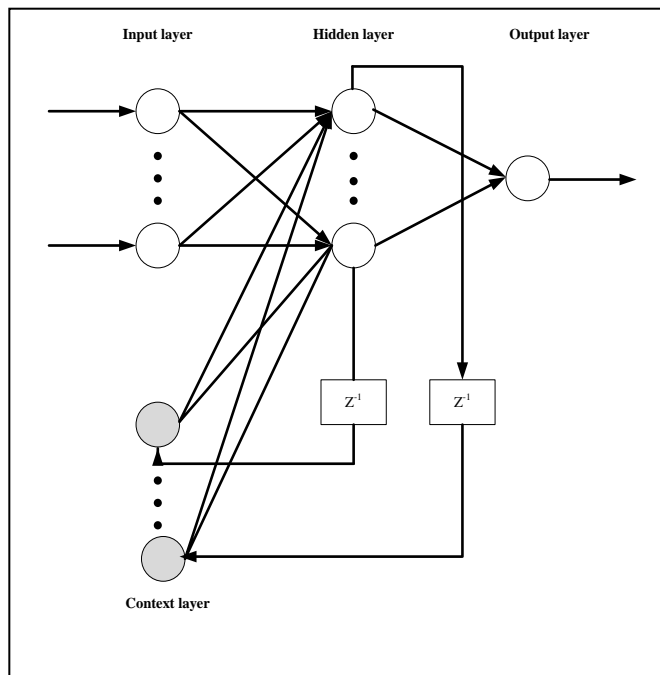 Input layer Hidden layer Output layer
Z⁻¹ Z⁻¹
Context layer